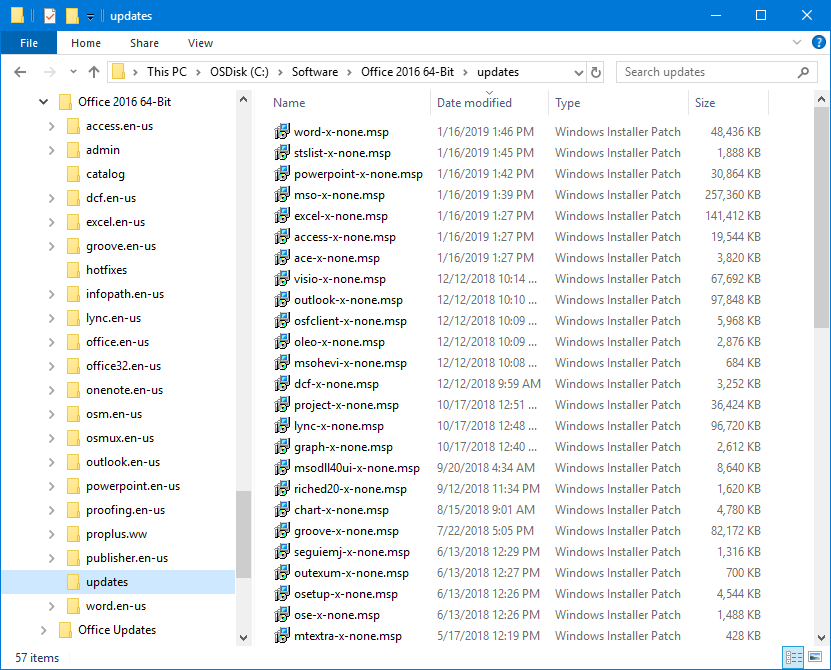 updates
File Home Share View
This PC > OSDisk (C:) > Software > Office 2016 64-Bit > updates
Search updates
Office 2016 64-Bit
access.en-us
admin
catalog
dcf.en-us
excel.en-us
groove.en-us
hotfixes
infopath.en-us
lync.en-us
office.en-us
office32.en-us
onenote.en-us
osm.en-us
osmux.en-us
outlook.en-us
powerpoint.en-us
proofing.en-us
proplus.ww
publisher.en-us
updates
word.en-us
Office Updates
Name Date modified Type Size
word-x-none.msp 1/16/2019 1:46 PM Windows Installer Patch 48,436 KB
stslist-x-none.msp 1/16/2019 1:45 PM Windows Installer Patch 1,888 KB
powerpoint-x-none.msp 1/16/2019 1:42 PM Windows Installer Patch 30,864 KB
mso-x-none.msp 1/16/2019 1:39 PM Windows Installer Patch 257,360 KB
excel-x-none.msp 1/16/2019 1:27 PM Windows Installer Patch 141,412 KB
access-x-none.msp 1/16/2019 1:27 PM Windows Installer Patch 19,544 KB
ace-x-none.msp 1/16/2019 1:27 PM Windows Installer Patch 3,820 KB
visio-x-none.msp 12/12/2018 10:14 ... Windows Installer Patch 67,692 KB
outlook-x-none.msp 12/12/2018 10:10 ... Windows Installer Patch 97,848 KB
osfclient-x-none.msp 12/12/2018 10:09 ... Windows Installer Patch 5,968 KB
oleo-x-none.msp 12/12/2018 10:09 ... Windows Installer Patch 2,876 KB
msohevi-x-none.msp 12/12/2018 10:08 ... Windows Installer Patch 684 KB
dcf-x-none.msp 12/12/2018 9:59 AM Windows Installer Patch 3,252 KB
project-x-none.msp 10/17/2018 12:51 ... Windows Installer Patch 36,424 KB
lync-x-none.msp 10/17/2018 12:48 ... Windows Installer Patch 96,720 KB
graph-x-none.msp 10/17/2018 12:40 ... Windows Installer Patch 2,612 KB
msodll40ui-x-none.msp 9/20/2018 4:34 AM Windows Installer Patch 8,640 KB
riched20-x-none.msp 9/12/2018 11:34 PM Windows Installer Patch 1,620 KB
chart-x-none.msp 8/15/2018 9:01 AM Windows Installer Patch 4,780 KB
groove-x-none.msp 7/22/2018 5:05 PM Windows Installer Patch 82,172 KB
seguiemj-x-none.msp 6/13/2018 12:29 PM Windows Installer Patch 1,316 KB
outexum-x-none.msp 6/13/2018 12:27 PM Windows Installer Patch 700 KB
osetup-x-none.msp 6/13/2018 12:26 PM Windows Installer Patch 4,544 KB
ose-x-none.msp 6/13/2018 12:26 PM Windows Installer Patch 1,488 KB
mtextra-x-none.msp 5/17/2018 12:19 PM Windows Installer Patch 428 KB
57 items